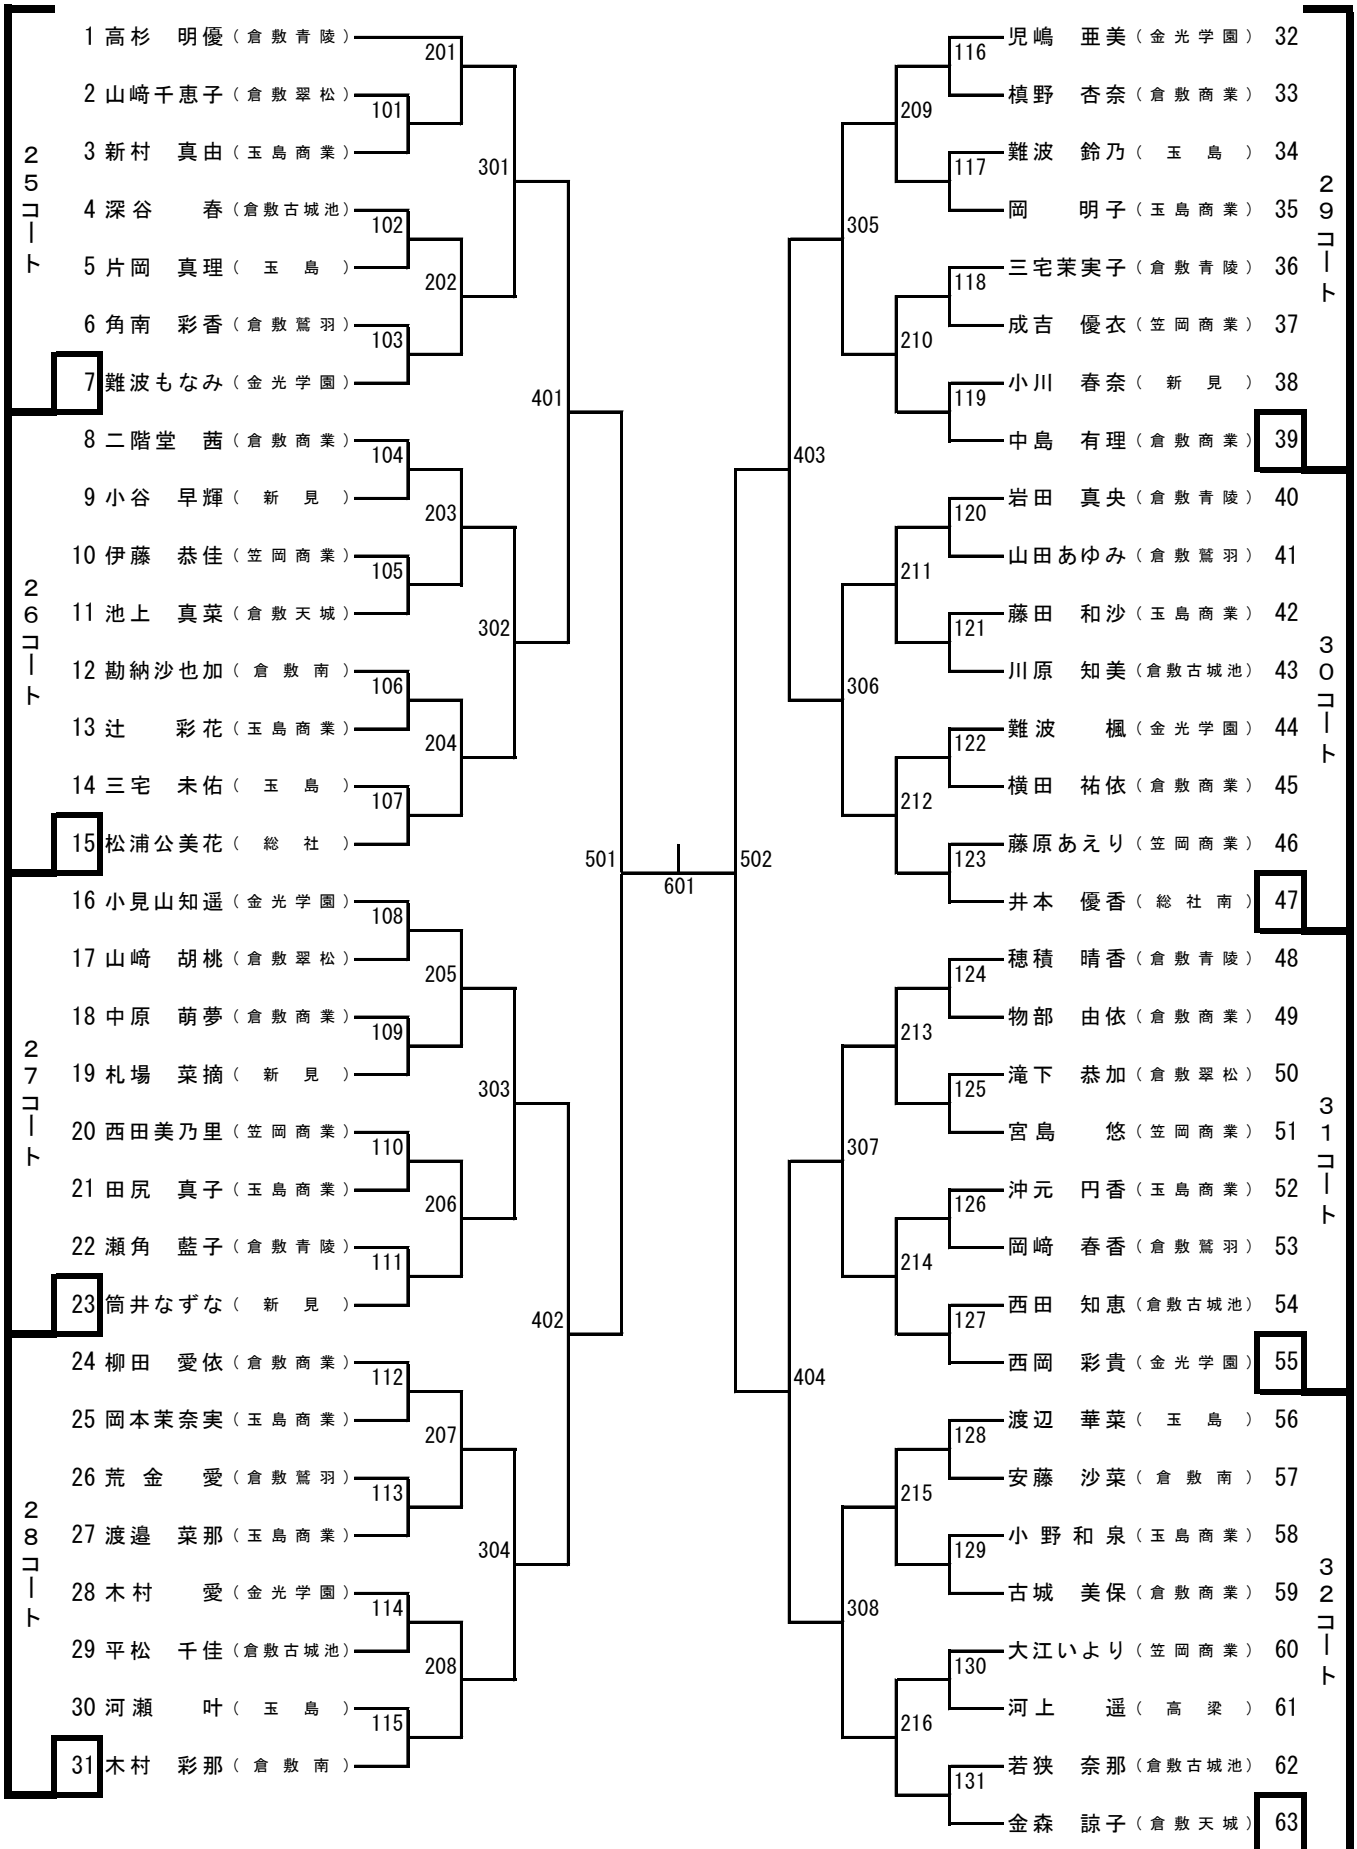 25コート
1 高杉 明優 (倉敷青陵)
2 山﨑千恵子 (倉敷翠松)
3 新村 真由 (玉島商業)
4 深谷 春 (倉敷古城池)
5 片岡 真理 (玉島)
6 角南 彩香 (倉敷鷲羽)
7 難波もなみ (金光学園)
26コート
8 二階堂 茜 (倉敷商業)
9 小谷 早輝 (新見)
10 伊藤 恭佳 (笠岡商業)
11 池上 真菜 (倉敷天城)
12 勘納沙也加 (倉敷南)
13 辻 彩花 (玉島商業)
14 三宅 未佑 (玉島)
15 松浦公美花 (総社)
27コート
16 小見山知遥 (金光学園)
17 山﨑 胡桃 (倉敷翠松)
18 中原 萌夢 (倉敷商業)
19 札場 菜摘 (新見)
20 西田美乃里 (笠岡商業)
21 田尻 真子 (玉島商業)
22 瀬角 藍子 (倉敷青陵)
23 筒井なずな (新見)
28コート
24 柳田 愛依 (倉敷商業)
25 岡本茉奈実 (玉島商業)
26 荒金 愛 (倉敷鷲羽)
27 渡邉 菜那 (玉島商業)
28 木村 愛 (金光学園)
29 平松 千佳 (倉敷古城池)
30 河瀬 叶 (玉島)
31 木村 彩那 (倉敷南)
101
102
103
104
105
106
107
108
109
110
111
112
113
114
115
201
202
203
204
205
206
207
208
301
302
303
304
401
402
501
601
502
403
404
305
306
307
308
209
210
211
212
213
214
215
216
116
117
118
119
120
121
122
123
124
125
126
127
128
129
130
131
児嶋 亜美 (金光学園) 32
槙野 杏奈 (倉敷商業) 33
難波 鈴乃 (玉島) 34
岡 明子 (玉島商業) 35
三宅茉実子 (倉敷青陵) 36
成吉 優衣 (笠岡商業) 37
小川 春奈 (新見) 38
中島 有理 (倉敷商業) 39
29コート
岩田 真央 (倉敷青陵) 40
山田あゆみ (倉敷鷲羽) 41
藤田 和沙 (玉島商業) 42
川原 知美 (倉敷古城池) 43
難波 楓 (金光学園) 44
横田 祐依 (倉敷商業) 45
藤原あえり (笠岡商業) 46
井本 優香 (総社南) 47
30コート
穂積 晴香 (倉敷青陵) 48
物部 由依 (倉敷商業) 49
滝下 恭加 (倉敷翠松) 50
宮島 悠 (笠岡商業) 51
沖元 円香 (玉島商業) 52
岡﨑 春香 (倉敷鷲羽) 53
西田 知恵 (倉敷古城池) 54
西岡 彩貴 (金光学園) 55
31コート
渡辺 華菜 (玉島) 56
安藤 沙菜 (倉敷南) 57
小野和泉 (玉島商業) 58
古城 美保 (倉敷商業) 59
大江いより (笠岡商業) 60
河上 遥 (高梁) 61
若狭 奈那 (倉敷古城池) 62
金森 諒子 (倉敷天城) 63
32コート